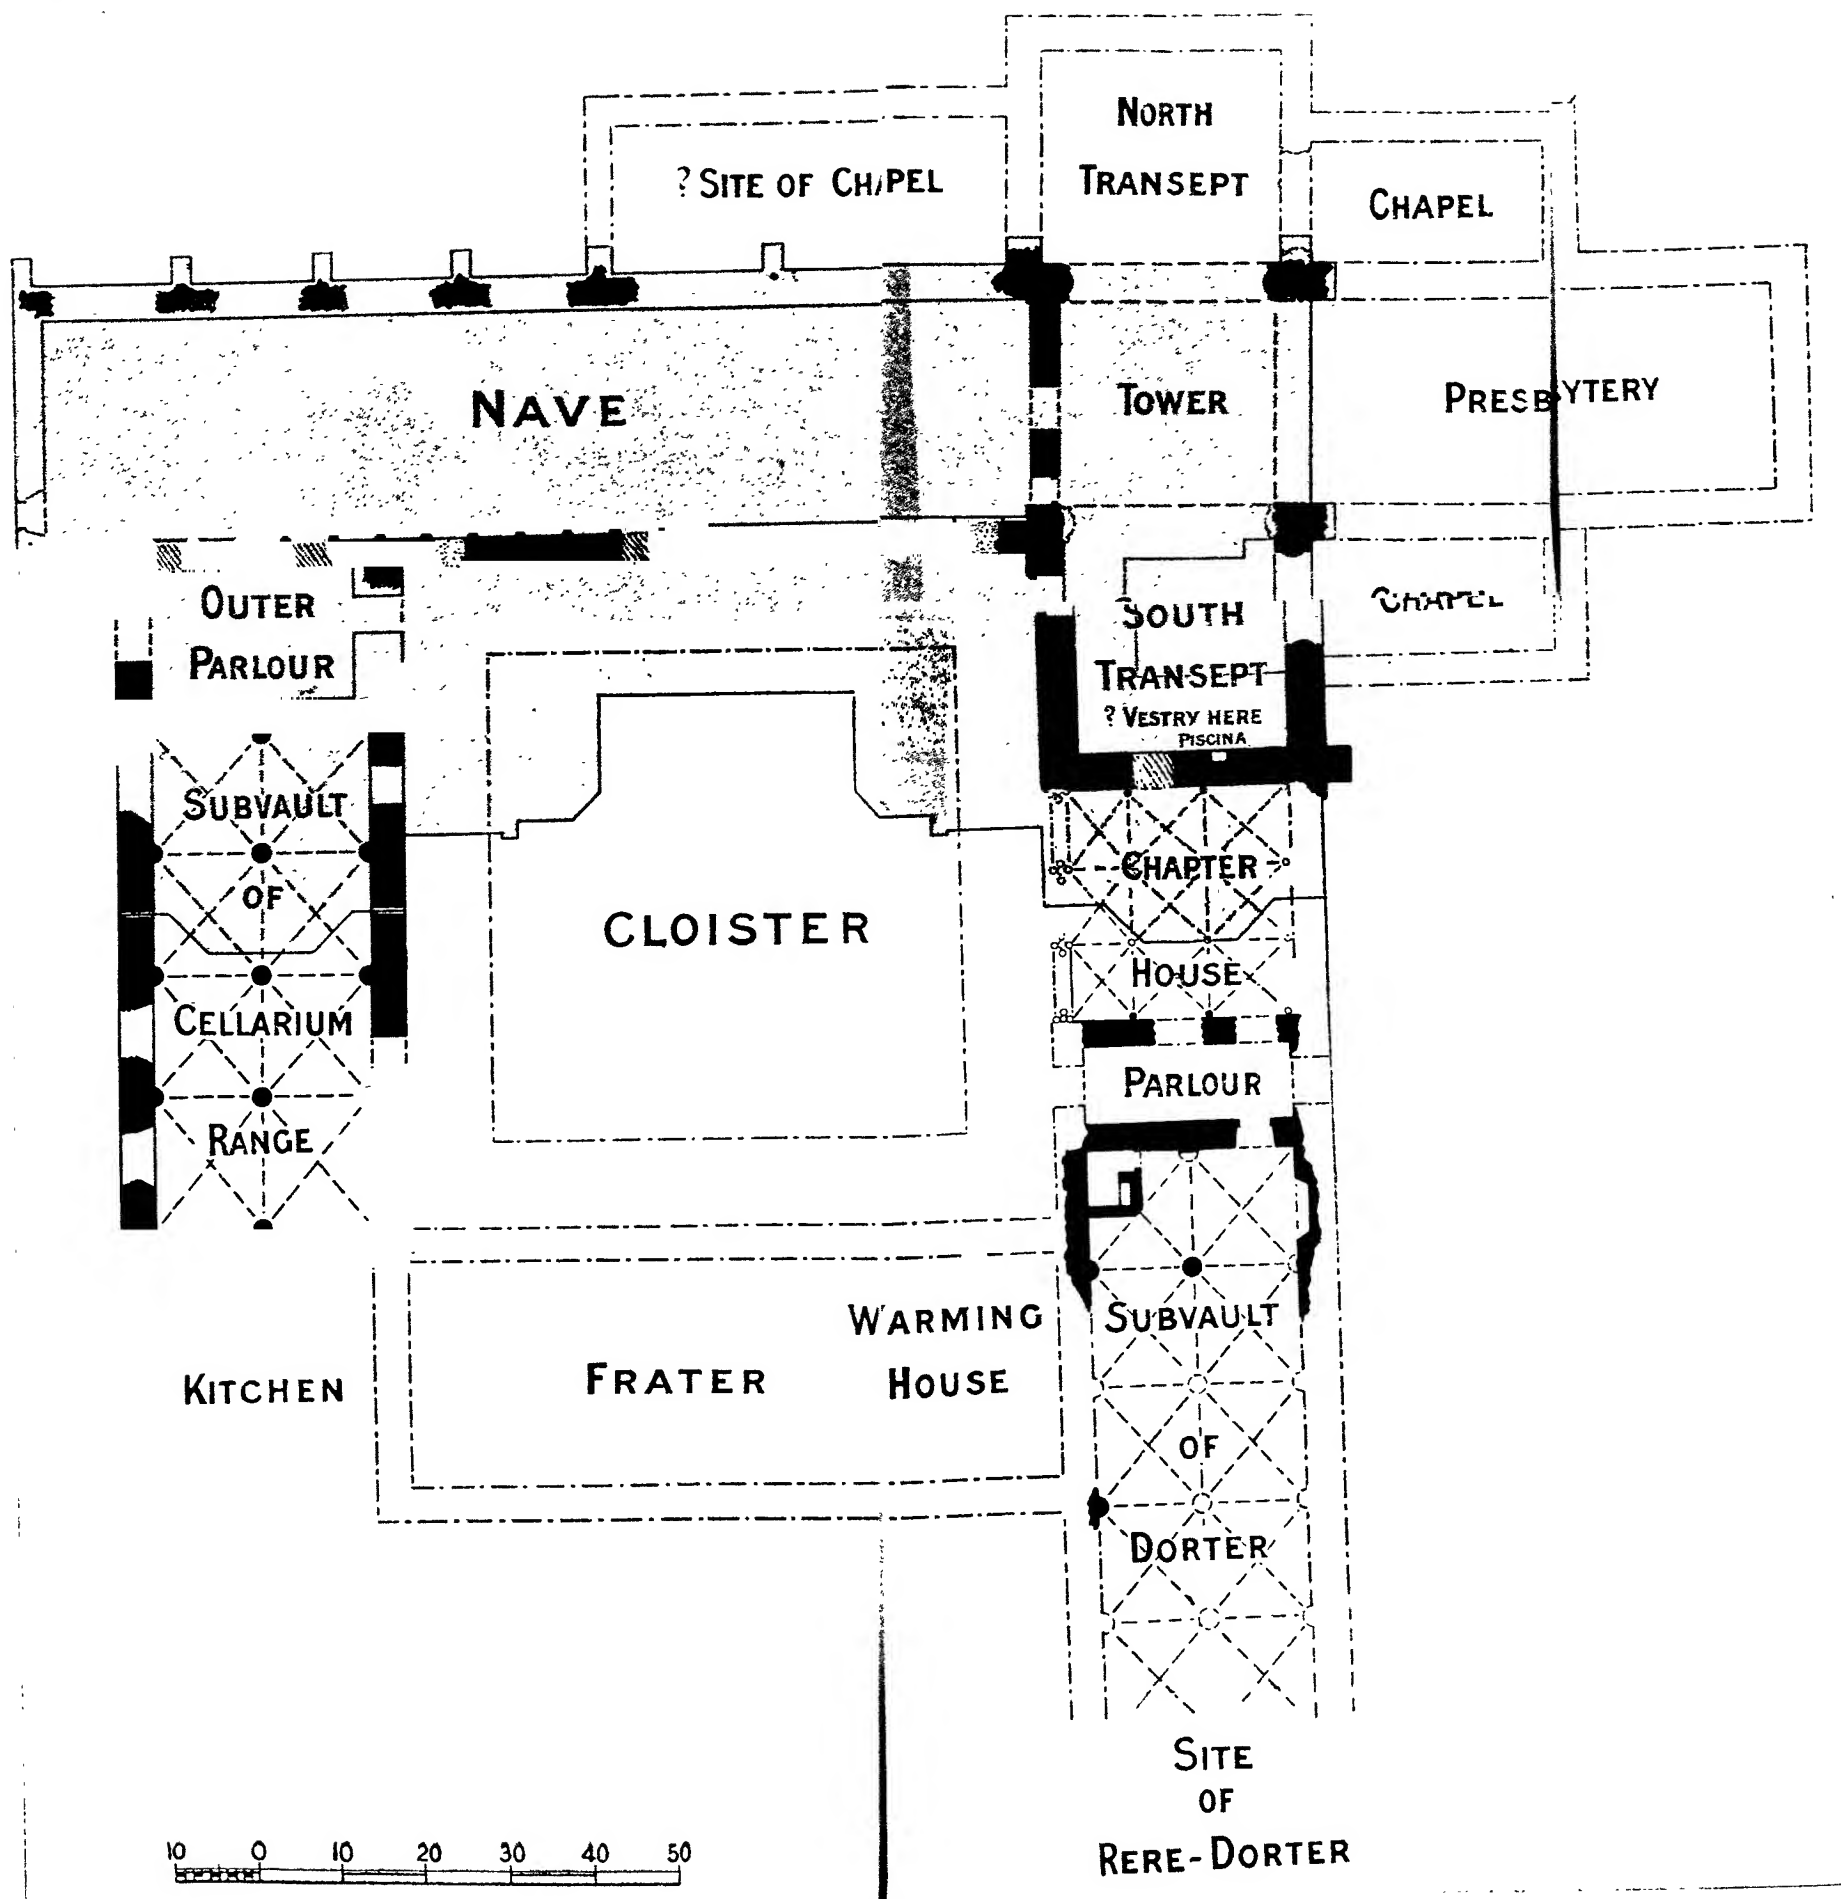 NORTH
TRANSEPT
? SITE OF CHAPEL
CHAPEL
NAVE
TOWER
PRESBYTERY
OUTER
PARLOUR
SOUTH
TRANSEPT
? VESTRY HERE
PISCINA
CHAPEL
SUBVAULT
OF
CELLARIUM
RANGE
CLOISTER
CHAPTER
HOUSE
PARLOUR
KITCHEN
FRATER
WARMING
HOUSE
SUBVAULT
OF
DORTER
SITE
OF
RERE-DORTER
10 0 10 20 30 40 50